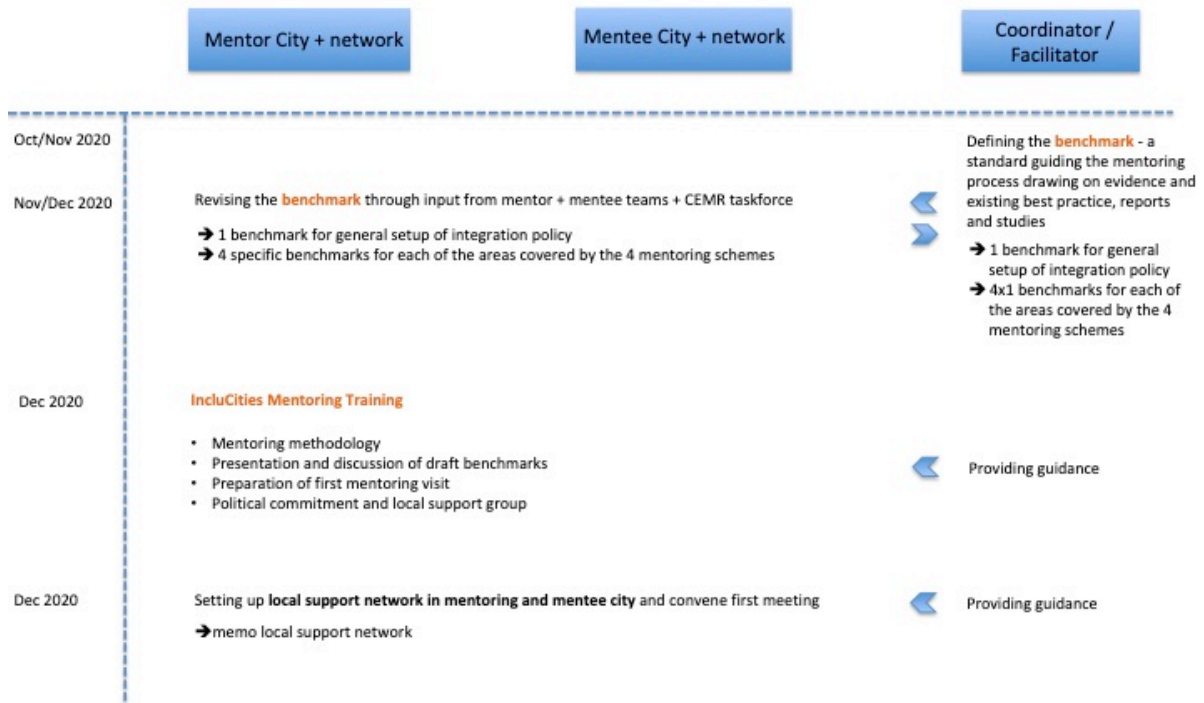 Mentor City + network
Mentee City + network
Coordinator /
Facilitator
Oct/Nov 2020
Defining the benchmark - a
standard guiding the mentoring
process drawing on evidence and
existing best practice, reports
and studies
➔ 1 benchmark for general
setup of integration policy
➔ 4x1 benchmarks for each of
the areas covered by the 4
mentoring schemes
Nov/Dec 2020
Revising the benchmark through input from mentor + mentee teams + CEMR taskforce
➔ 1 benchmark for general setup of integration policy
➔ 4 specific benchmarks for each of the areas covered by the 4 mentoring schemes
Dec 2020
IncluCities Mentoring Training
• Mentoring methodology
• Presentation and discussion of draft benchmarks
• Preparation of first mentoring visit
• Political commitment and local support group
Providing guidance
Dec 2020
Setting up local support network in mentoring and mentee city and convene first meeting
➔memo local support network
Providing guidance